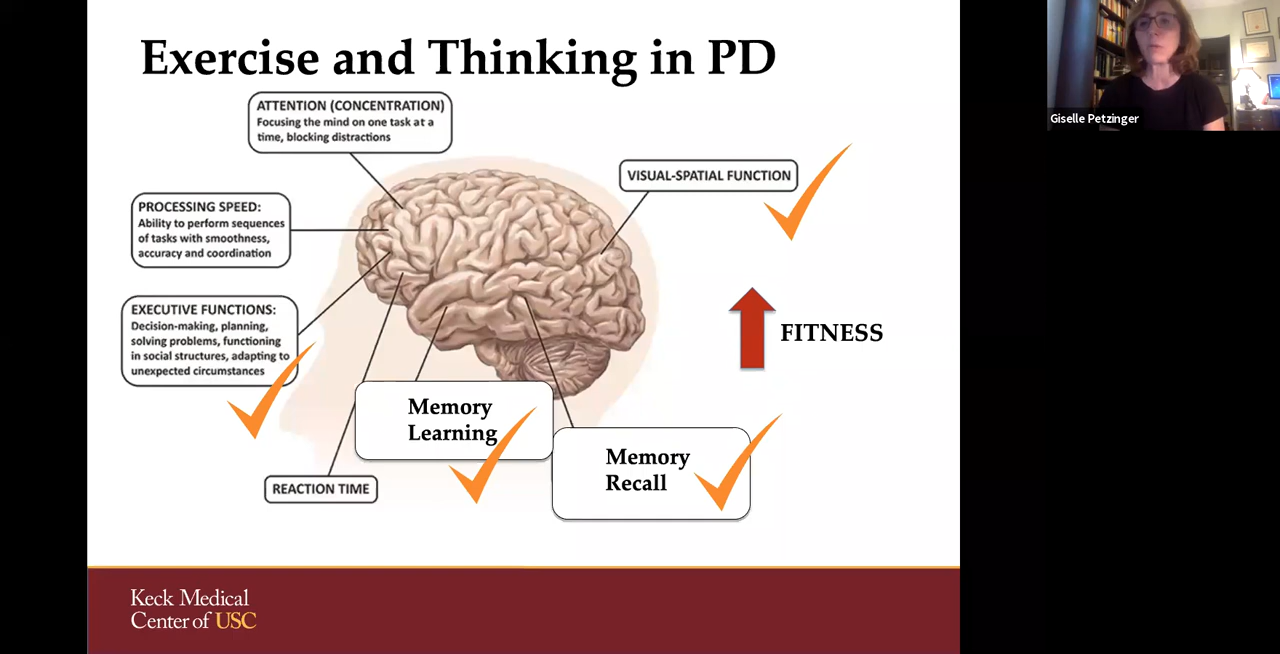 Exercise and Thinking in PD
ATTENTION (CONCENTRATION)
Focusing the mind on one task at a
time, blocking distractions
VISUAL-SPATIAL FUNCTION
PROCESSING SPEED:
Ability to perform sequences
of tasks with smoothness,
accuracy and coordination
EXECUTIVE FUNCTIONS:
Decision-making, planning,
solving problems, functioning
in social structures, adapting to
unexpected circumstances
FITNESS
Memory
Learning
Memory
Recall
REACTION TIME
Keck Medical
Center of USC
Giselle Petzinger